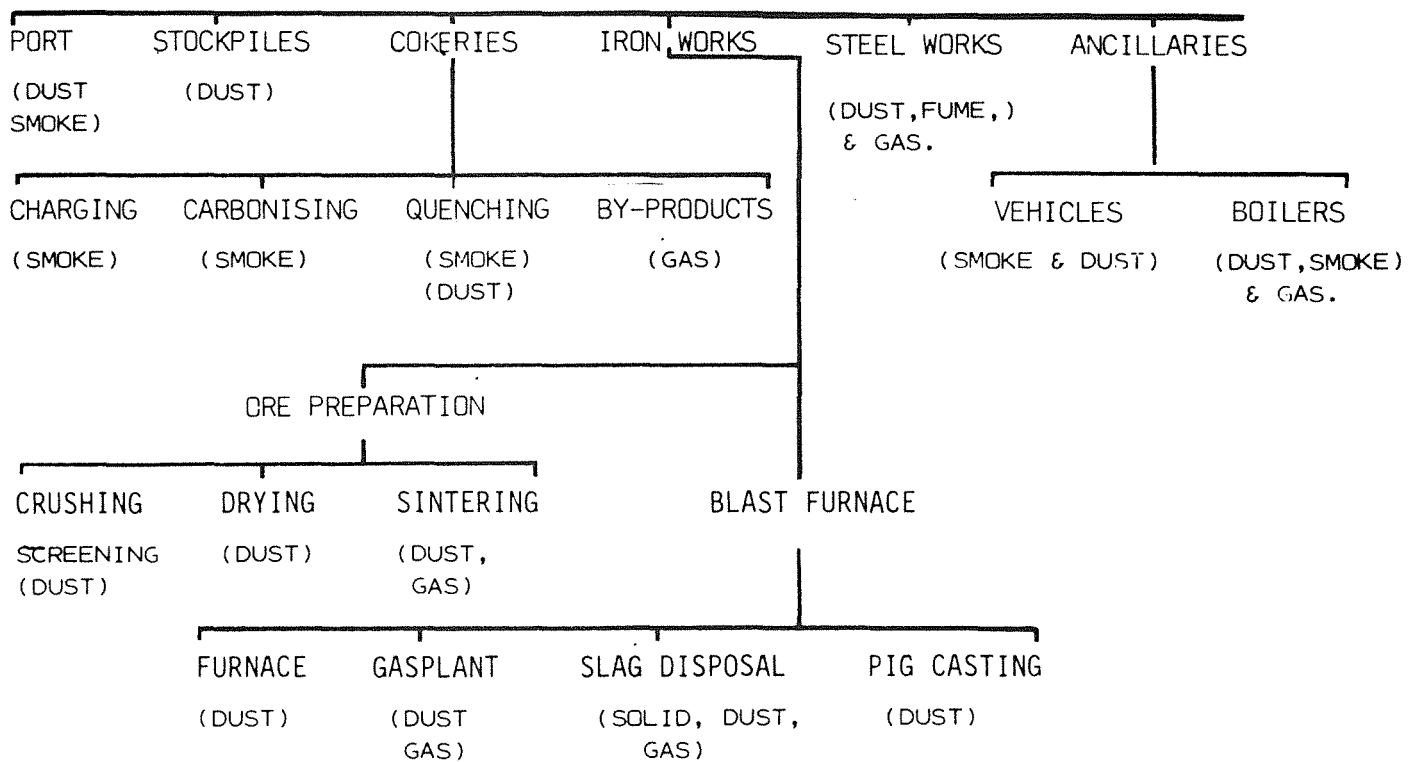 PORT STOCKPILES COKERIES IRON WORKS STEEL WORKS ANCILLARIES
(DUST (DUST) (DUST,FUME,)
SMOKE) & GAS.
CHARGING CARBONISING QUENCHING BY-PRODUCTS VEHICLES BOILERS
(SMOKE) (SMOKE) (SMOKE) (GAS) (SMOKE & DUST) (DUST,SMOKE)
(DUST) & GAS.
ORE PREPARATION
CRUSHING DRYING SINTERING BLAST FURNACE
SCREENING (DUST) (DUST,
(DUST) GAS)
FURNACE GASPLANT SLAG DISPOSAL PIG CASTING
(DUST) (DUST (SOLID, DUST, (DUST)
GAS) GAS)